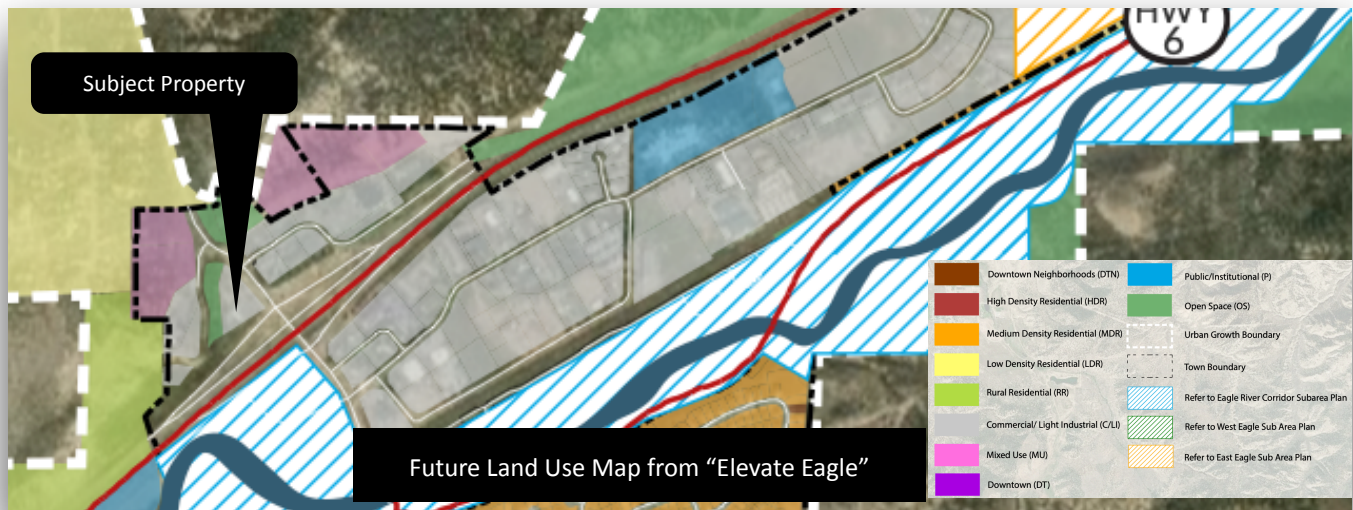 HWY
6
Subject Property
Future Land Use Map from “Elevate Eagle”
Downtown Neighborhoods (DTN)
High Density Residential (HDR)
Medium Density Residential (MDR)
Low Density Residential (LDR)
Rural Residential (RR)
Commercial/ Light Industrial (C/LI)
Mixed Use (MU)
Downtown (DT)
Public/Institutional (P)
Open Space (OS)
Urban Growth Boundary
Town Boundary
Refer to Eagle River Corridor Subarea Plan
Refer to West Eagle Sub Area Plan
Refer to East Eagle Sub Area Plan